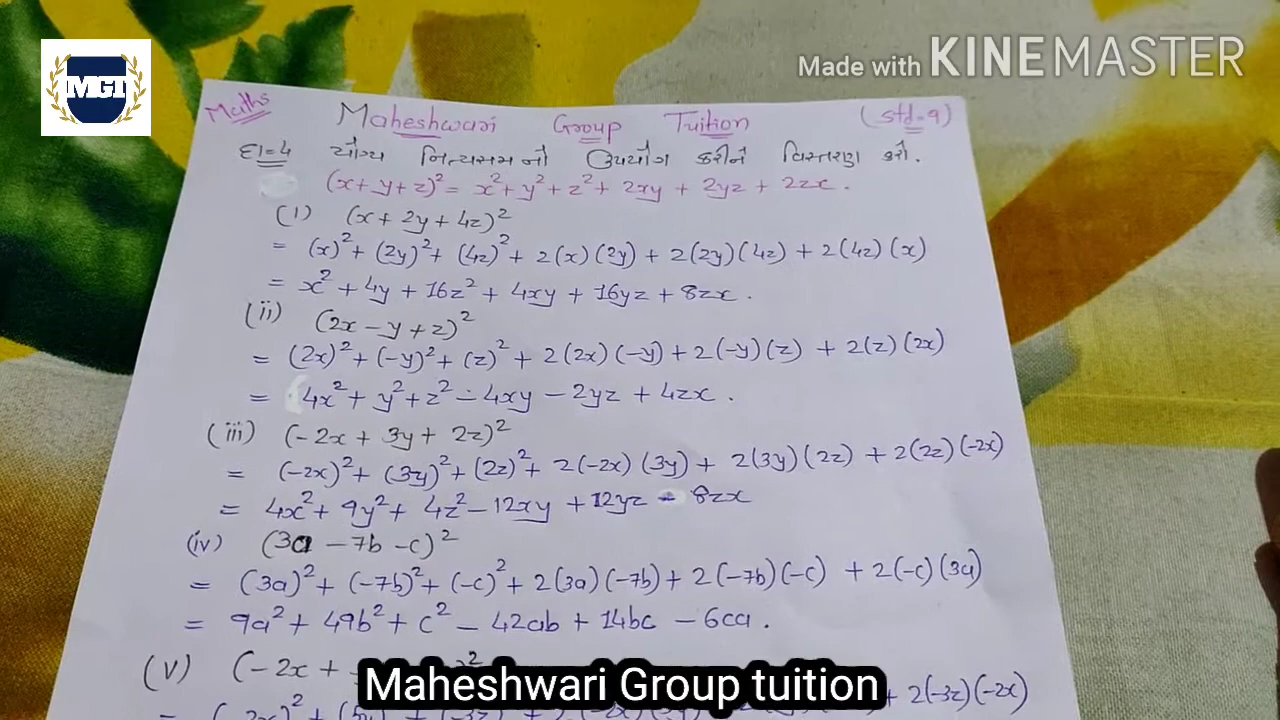 MGT
Made with KINEMASTER
Maths Maheshwari Group Tuition (std=9)
દા=4 યોગ્ય નિત્યસમ નો ઉપયોગ કરીને વિસ્તરણ કરો.
(x+y+z)² = x²+y²+z²+2xy+2yz+2zx.
(1) (x+2y+4z)²
= (x)²+(2y)²+(4z)²+2(x)(2y)+2(2y)(4z)+2(4z)(x)
= x²+4y+16z²+4xy+16yz+8zx.
(ii) (2x-y+z)²
= (2x)²+(-y)²+(z)²+2(2x)(-y)+2(-y)(z)+2(z)(2x)
= 4x²+y²+z²-4xy-2yz+4zx.
(iii) (-2x+3y+2z)²
= (-2x)²+(3y)²+(2z)²+2(-2x)(3y)+2(3y)(2z)+2(2z)(-2x)
= 4x²+9y²+4z²-12xy+12yz-8zx
(iv) (3a-7b-c)²
= (3a)²+(-7b)²+(-c)²+2(3a)(-7b)+2(-7b)(-c)+2(-c)(3a)
= 9a²+49b²+c²-42ab+14bc-6ca.
(V) (-2x+
Maheshwari Group tuition
+2(-3z)(-2x)